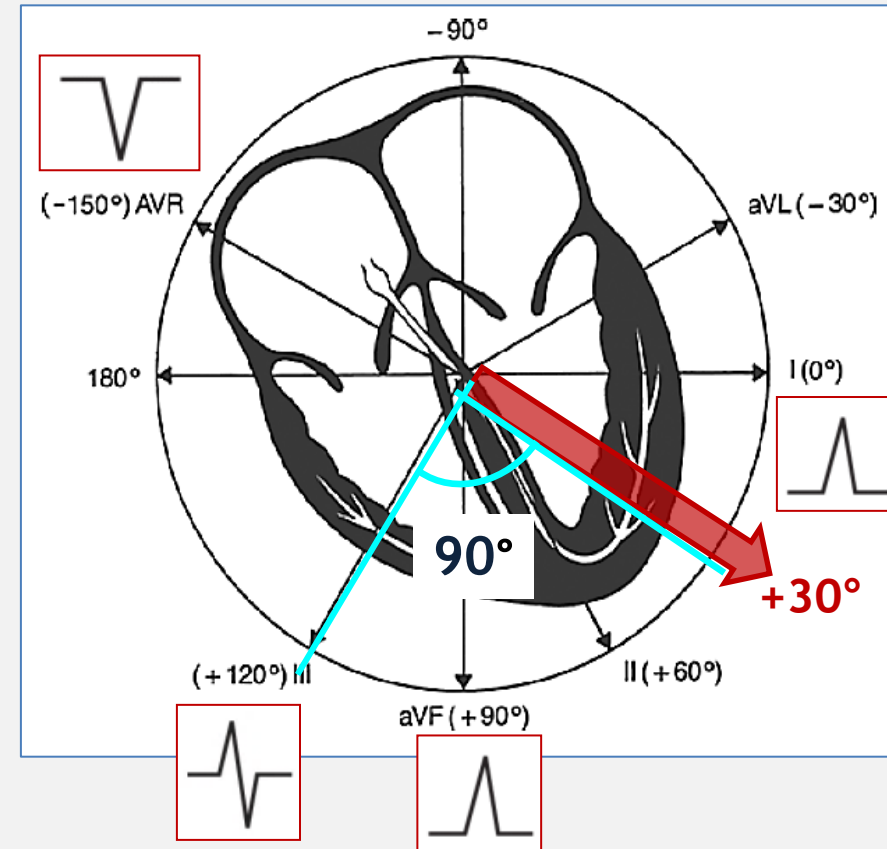 −90°
(−150°) AVR
aVL (−30°)
180°
I (0°)
90°
+30°
(+120°) III
II (+60°)
aVF (+90°)